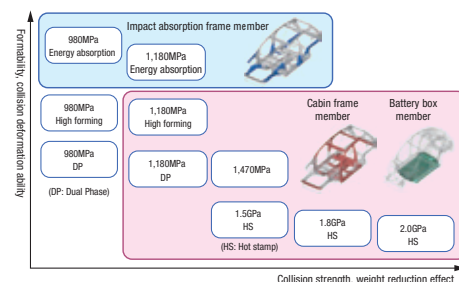 Formability, collision deformation ability
Impact absorption frame member
980MPa
Energy absorption
1,180MPa
Energy absorption
980MPa
High forming
1,180MPa
High forming
Cabin frame
member
Battery box
member
980MPa
DP
1,180MPa
DP
1,470MPa
(DP: Dual Phase)
1.5GPa
HS
1.8GPa
HS
2.0GPa
HS
(HS: Hot stamp)
Collision strength, weight reduction effect